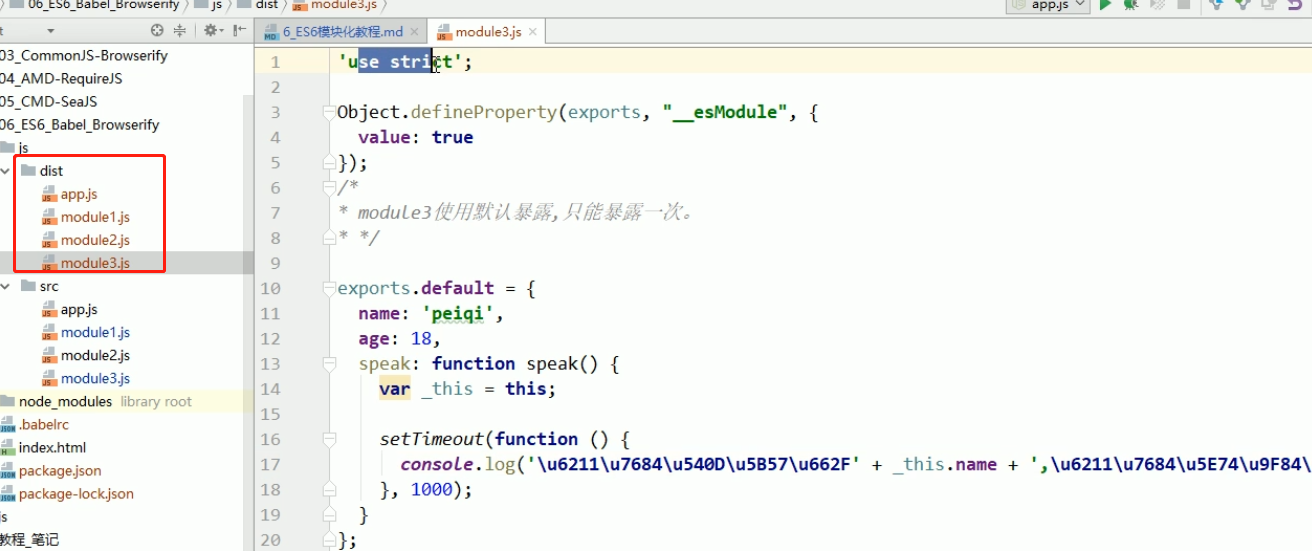 06_ES6_Babel_Browserify js dist module3.js
app.js
6_ES6模块化教程.md module3.js
03_CommonJS-Browserify
04_AMD-RequireJS
05_CMD-SeaJS
06_ES6_Babel_Browserify
js
dist
app.js
module1.js
module2.js
module3.js
src
app.js
module1.js
module2.js
module3.js
node_modules library root
.babelrc
index.html
package.json
package-lock.json
js
教程_笔记
1 'use strict';
2
3 Object.defineProperty(exports, "__esModule", {
4 value: true
5 });
6 /*
7 * module3使用默认暴露,只能暴露一次。
8 * */
9
10 exports.default = {
11 name: 'peiqi',
12 age: 18,
13 speak: function speak() {
14 var _this = this;
15
16 setTimeout(function () {
17 console.log('\u6211\u7684\u540D\u5B57\u662F' + _this.name + ',\u6211\u7684\u5E74\u9F84\
18 }, 1000);
19 }
20 };